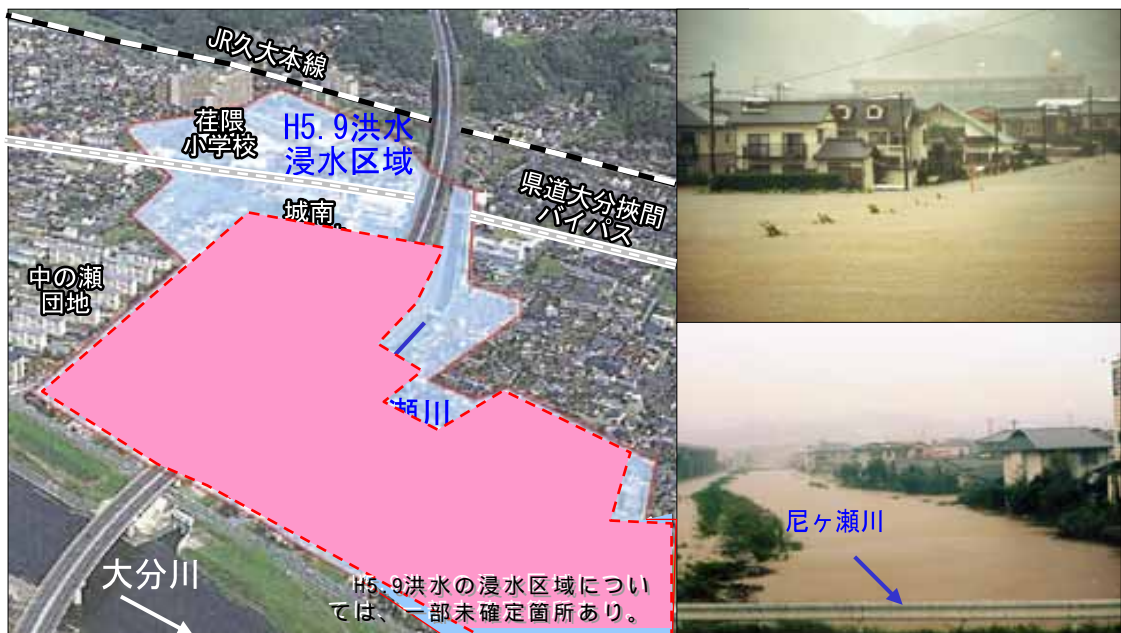 JR久大本線
荏隈
小学校
H5.9洪水
浸水区域
県道大分挾間
バイパス
城南
中の瀬
団地
瀬川
大分川
H5.9洪水の浸水区域につい
ては、一部未確定箇所あり。
尼ヶ瀬川